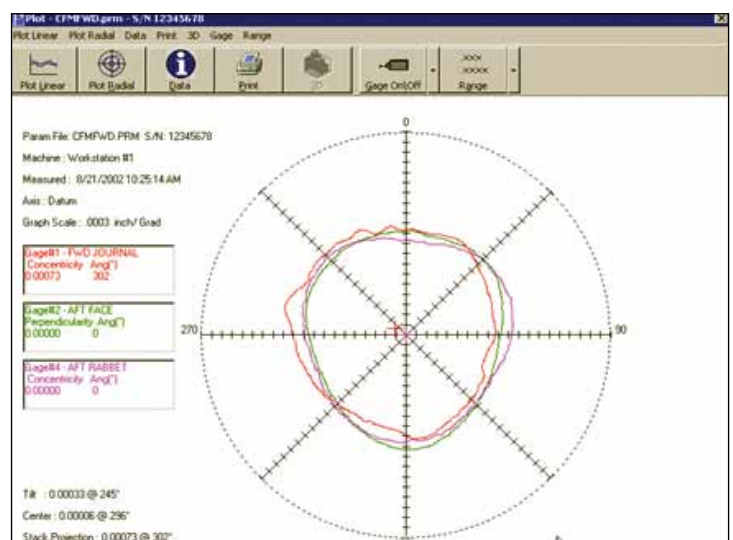 Plot - CFMFWD.prm - S/N 12345678
Plot Linear Plot Radial Data Print 3D Gage Range
Plot Linear Plot Radial Data Print 3D Gage On\Off Range
xxx
xxxx
0
Param File: CFMFWD.PRM S/N: 12345678
Machine : Workstation #1
Measured : 8/21/2002 10:25:14 AM
Axis : Datum
Graph Scale : .0003 inch/ Grad
Gage#1 - FWD JOURNAL
Concentricity Ang(°)
0.00073 302
Gage#2 - AFT FACE
Perpendicularity Ang(°)
0.00000 0
270
90
Gage#4 - AFT RABBET
Concentricity Ang(°)
0.00000 0
Tilt : 0.00033 @ 245°
Center : 0.00006 @ 296°
Stack Projection : 0.00073 @ 302°